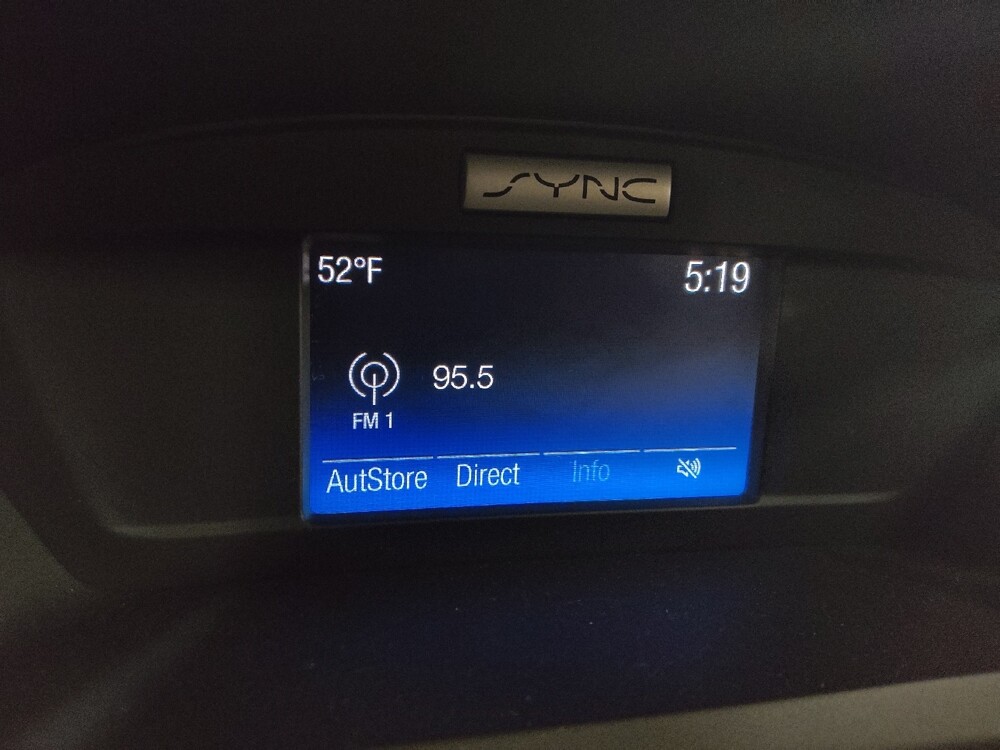 SYNC
52°F 5:19
95.5
FM 1
AutStore Direct Info